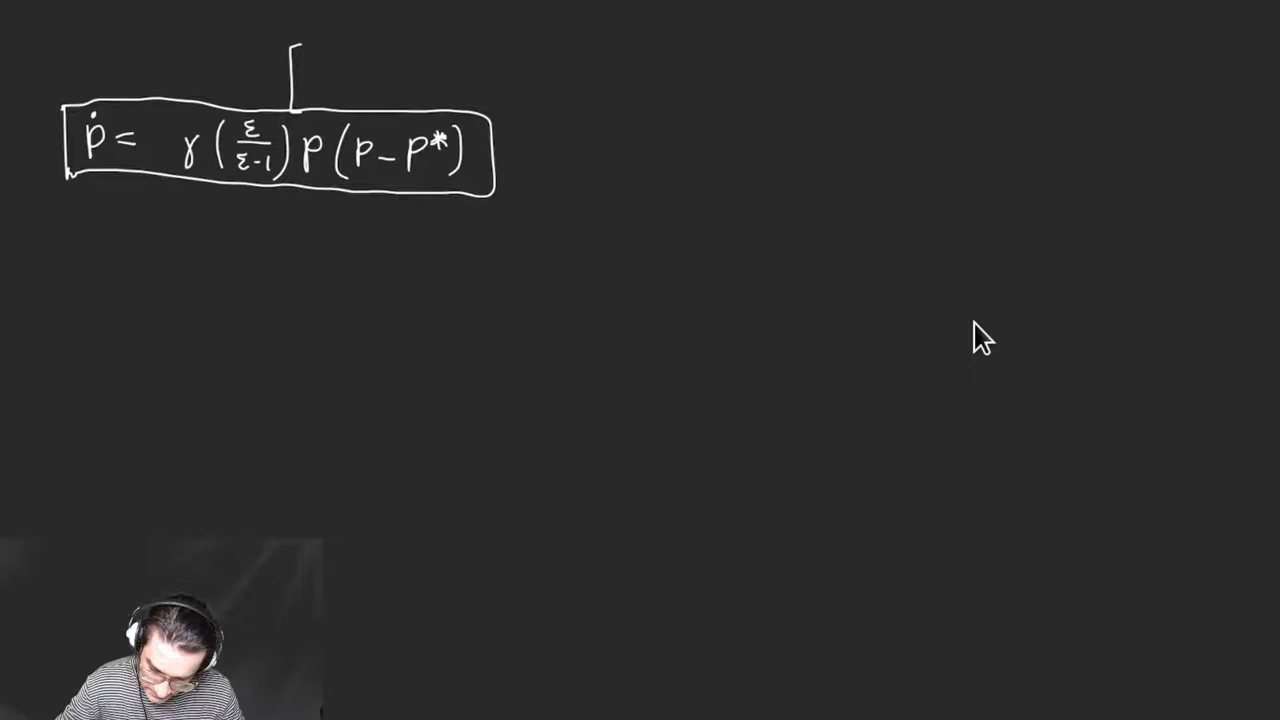 ṗ = γ (ε/ε-1) p (p - p*)